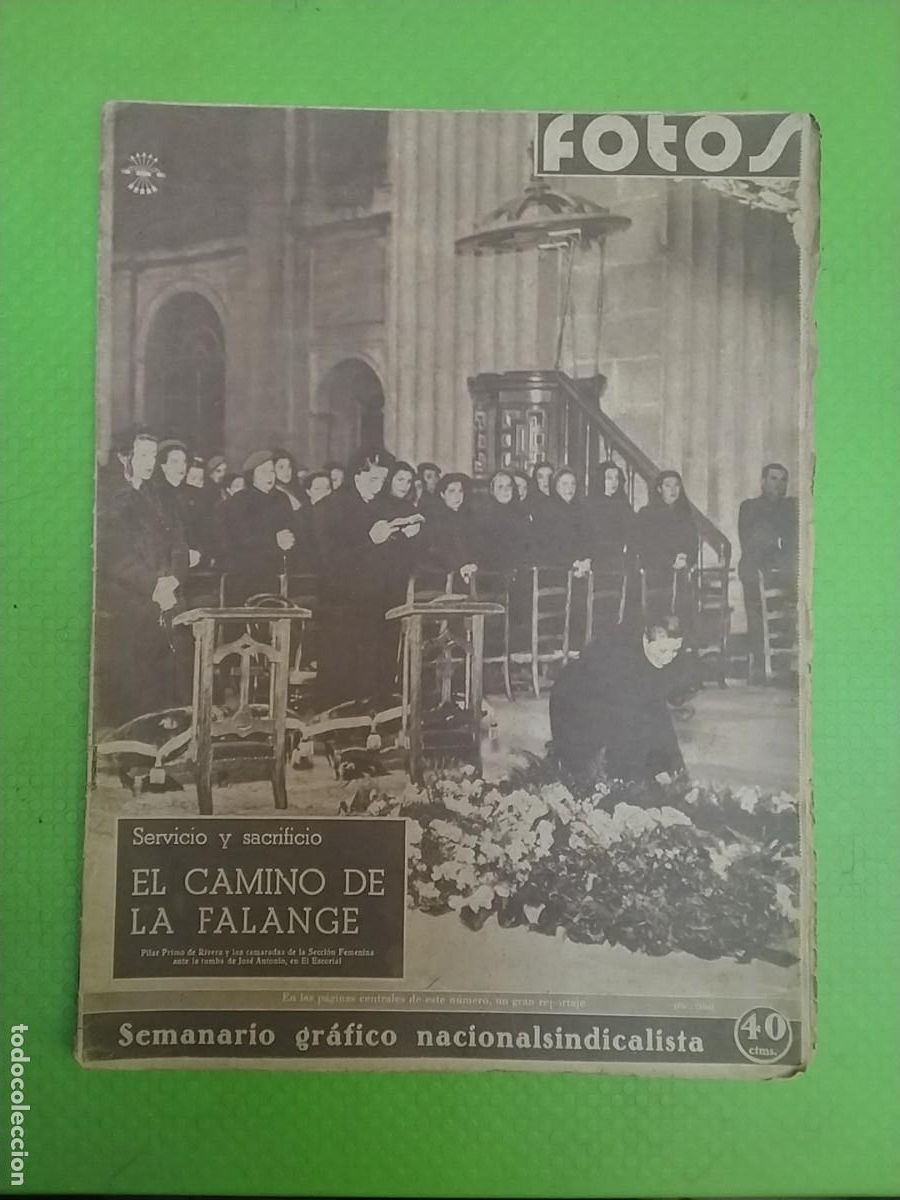 FOTOS
Servicio y sacrificio
EL CAMINO DE
LA FALANGE
Pilar Primo de Rivera y las camaradas de la Sección Femenina
ante la tumba de José Antonio, en El Escorial
En las páginas centrales de este número, un gran reportaje
Semanario gráfico nacionalsindicalista
40
ctms.
todocoleccion.net